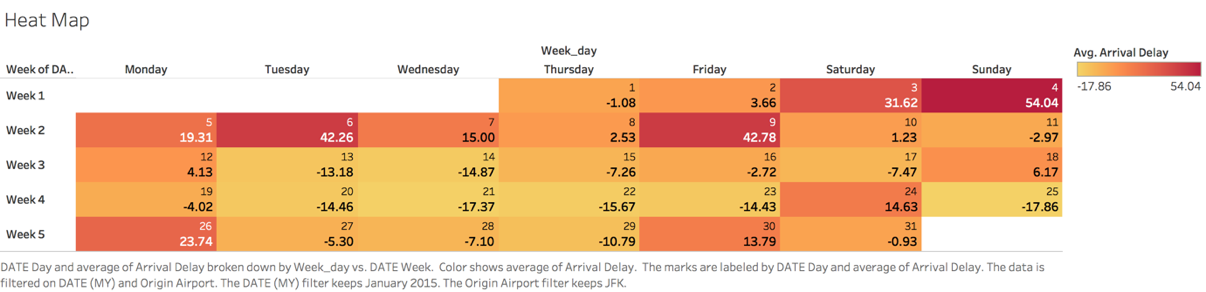 Heat Map
Week_day
Avg. Arrival Delay
Week of DA.. Monday Tuesday Wednesday Thursday Friday Saturday Sunday
-17.86 54.04
Week 1
1 2 3 4
-1.08 3.66 31.62 54.04
Week 2
5 6 7 8 9 10 11
19.31 42.26 15.00 2.53 42.78 1.23 -2.97
Week 3
12 13 14 15 16 17 18
4.13 -13.18 -14.87 -7.26 -2.72 -7.47 6.17
Week 4
19 20 21 22 23 24 25
-4.02 -14.46 -17.37 -15.67 -14.43 14.63 -17.86
Week 5
26 27 28 29 30 31
23.74 -5.30 -7.10 -10.79 13.79 -0.93
DATE Day and average of Arrival Delay broken down by Week_day vs. DATE Week. Color shows average of Arrival Delay. The marks are labeled by DATE Day and average of Arrival Delay. The data is
filtered on DATE (MY) and Origin Airport. The DATE (MY) filter keeps January 2015. The Origin Airport filter keeps JFK.